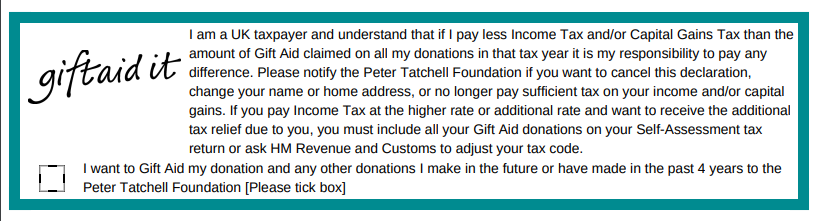 I am a UK taxpayer and understand that if I pay less Income Tax and/or Capital Gains Tax than the
amount of Gift Aid claimed on all my donations in that tax year it is my responsibility to pay any
giftaid it
difference. Please notify the Peter Tatchell Foundation if you want to cancel this declaration,
change your name or home address, or no longer pay sufficient tax on your income and/or capital
gains. If you pay Income Tax at the higher rate or additional rate and want to receive the additional
tax relief due to you, you must include all your Gift Aid donations on your Self-Assessment tax
return or ask HM Revenue and Customs to adjust your tax code.
I want to Gift Aid my donation and any other donations I make in the future or have made in the past 4 years to the
Peter Tatchell Foundation [Please tick box]